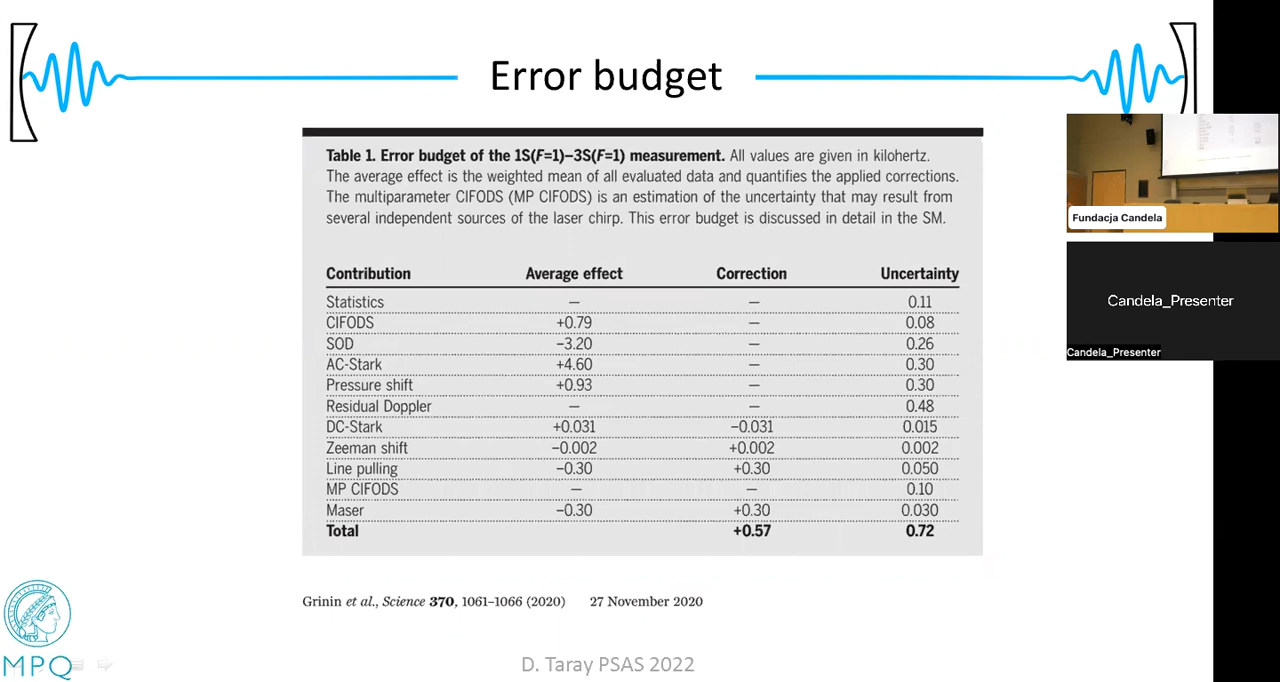 Error budget
Table 1. Error budget of the 1S(F=1)–3S(F=1) measurement. All values are given in kilohertz.
The average effect is the weighted mean of all evaluated data and quantifies the applied corrections.
The multiparameter CIFODS (MP CIFODS) is an estimation of the uncertainty that may result from
several independent sources of the laser chirp. This error budget is discussed in detail in the SM.
Contribution Average effect Correction Uncertainty
Statistics — — 0.11
CIFODS +0.79 — 0.08
SOD −3.20 — 0.26
AC-Stark +4.60 — 0.30
Pressure shift +0.93 — 0.30
Residual Doppler — — 0.48
DC-Stark +0.031 −0.031 0.015
Zeeman shift −0.002 +0.002 0.002
Line pulling −0.30 +0.30 0.050
MP CIFODS — — 0.10
Maser −0.30 +0.30 0.030
Total +0.57 0.72
Grinin et al., Science 370, 1061–1066 (2020) 27 November 2020
MPQ
D. Taray PSAS 2022
Fundacja Candela
Candela_Presenter
Candela_Presenter